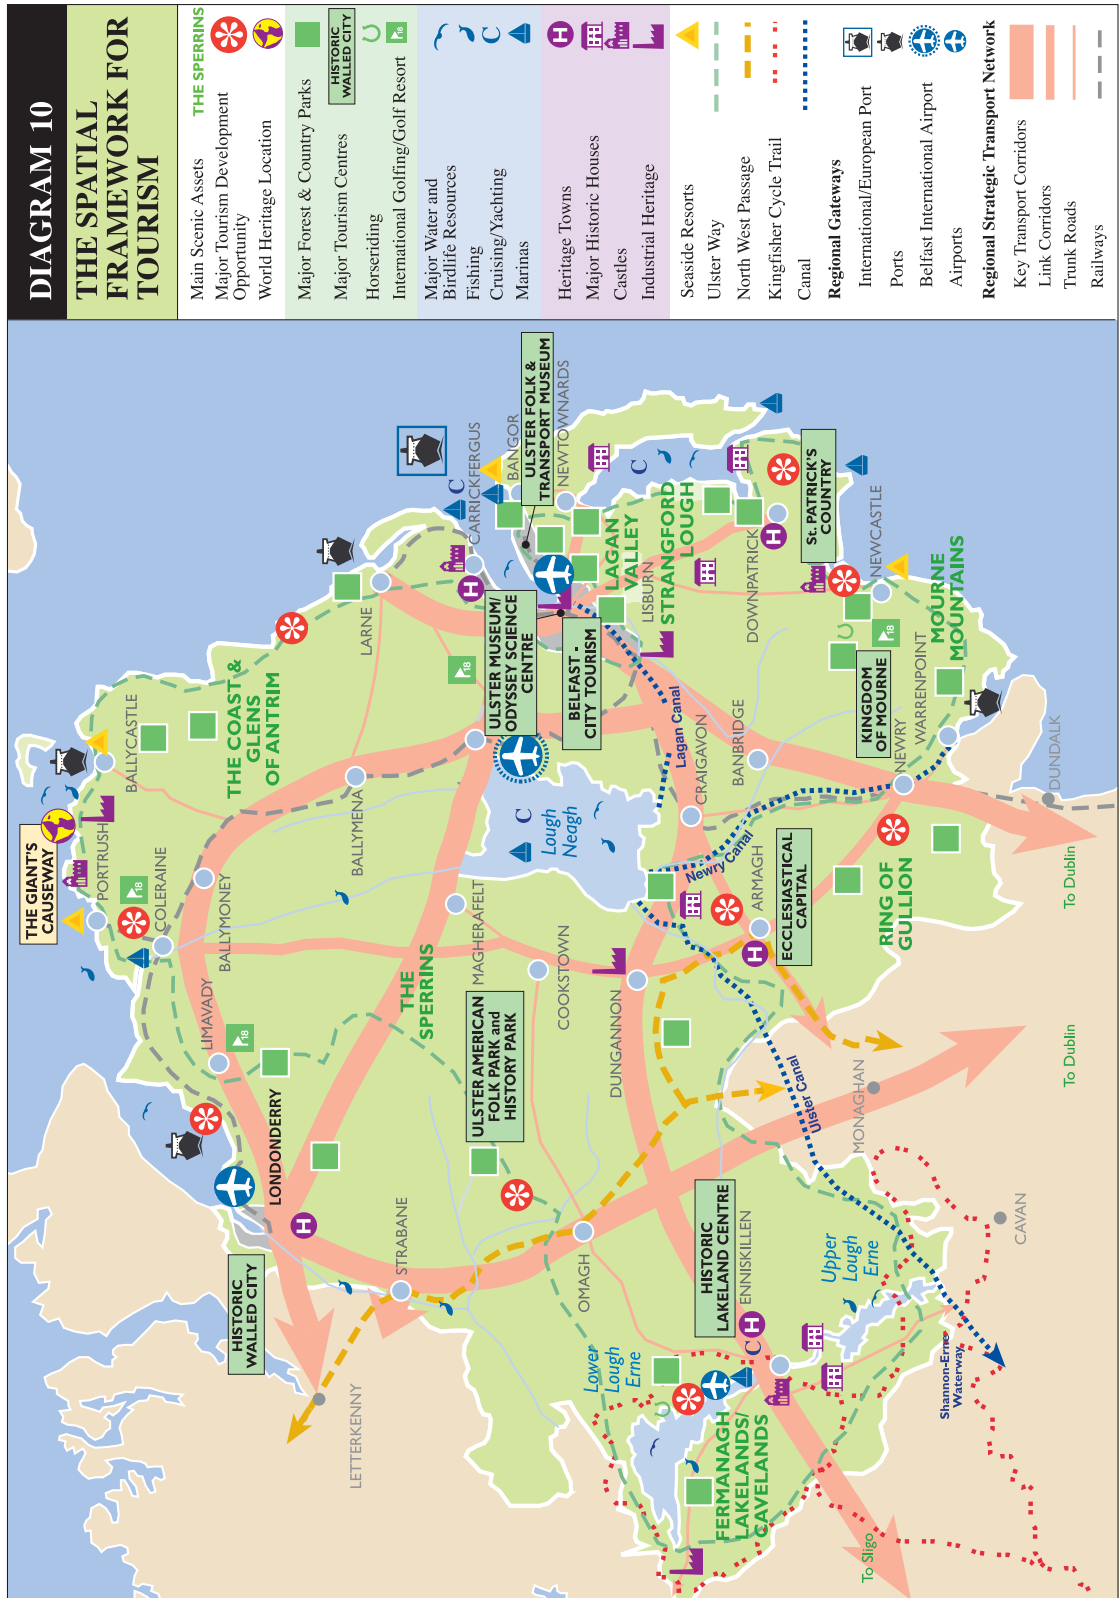 DIAGRAM 10
THE SPATIAL
FRAMEWORK FOR
TOURISM
Main Scenic Assets
THE SPERRINS
Major Tourism Development
Opportunity
World Heritage Location
Major Forest & Country Parks
Major Tourism Centres
HISTORIC
WALLED CITY
Horseriding
International Golfing/Golf Resort
18
Major Water and
Birdlife Resources
Fishing
Cruising/Yachting
C
Marinas
Heritage Towns
H
Major Historic Houses
Castles
Industrial Heritage
Seaside Resorts
Ulster Way
North West Passage
Kingfisher Cycle Trail
Canal
Regional Gateways
International/European Port
Ports
Belfast International Airport
Airports
Regional Strategic Transport Network
Key Transport Corridors
Link Corridors
Trunk Roads
Railways
THE GIANT'S
CAUSEWAY
PORTRUSH
18
COLERAINE
BALLYCASTLE
BALLYMONEY
LIMAVADY
18
LONDONDERRY
H
HISTORIC
WALLED CITY
LETTERKENNY
STRABANE
THE COAST &
GLENS
OF ANTRIM
BALLYMENA
LARNE
18
CARRICKFERGUS
H
C
BANGOR
ULSTER FOLK &
TRANSPORT MUSEUM
NEWTOWNARDS
ULSTER MUSEUM/
ODYSSEY SCIENCE
CENTRE
BELFAST -
CITY TOURISM
LAGAN
VALLEY
LISBURN
STRANGFORD
LOUGH
C
DOWNPATRICK
H
St. PATRICK'S
COUNTRY
NEWCASTLE
MOURNE
MOUNTAINS
18
KINGDOM
OF MOURNE
WARRENPOINT
NEWRY
DUNDALK
To Dublin
BANBRIDGE
CRAIGAVON
Lagan Canal
Newry Canal
C
Lough
Neagh
THE
SPERRINS
MAGHERAFELT
COOKSTOWN
DUNGANNON
ULSTER AMERICAN
FOLK PARK and
HISTORY PARK
ARMAGH
H
ECCLESIASTICAL
CAPITAL
RING OF
GULLION
To Dublin
MONAGHAN
Ulster Canal
CAVAN
OMAGH
HISTORIC
LAKELAND CENTRE
ENNISKILLEN
H
C
Upper
Lough
Erne
Lower
Lough
Erne
FERMANAGH
LAKELANDS/
CAVELANDS
Shannon-Erne
Waterway
To Sligo